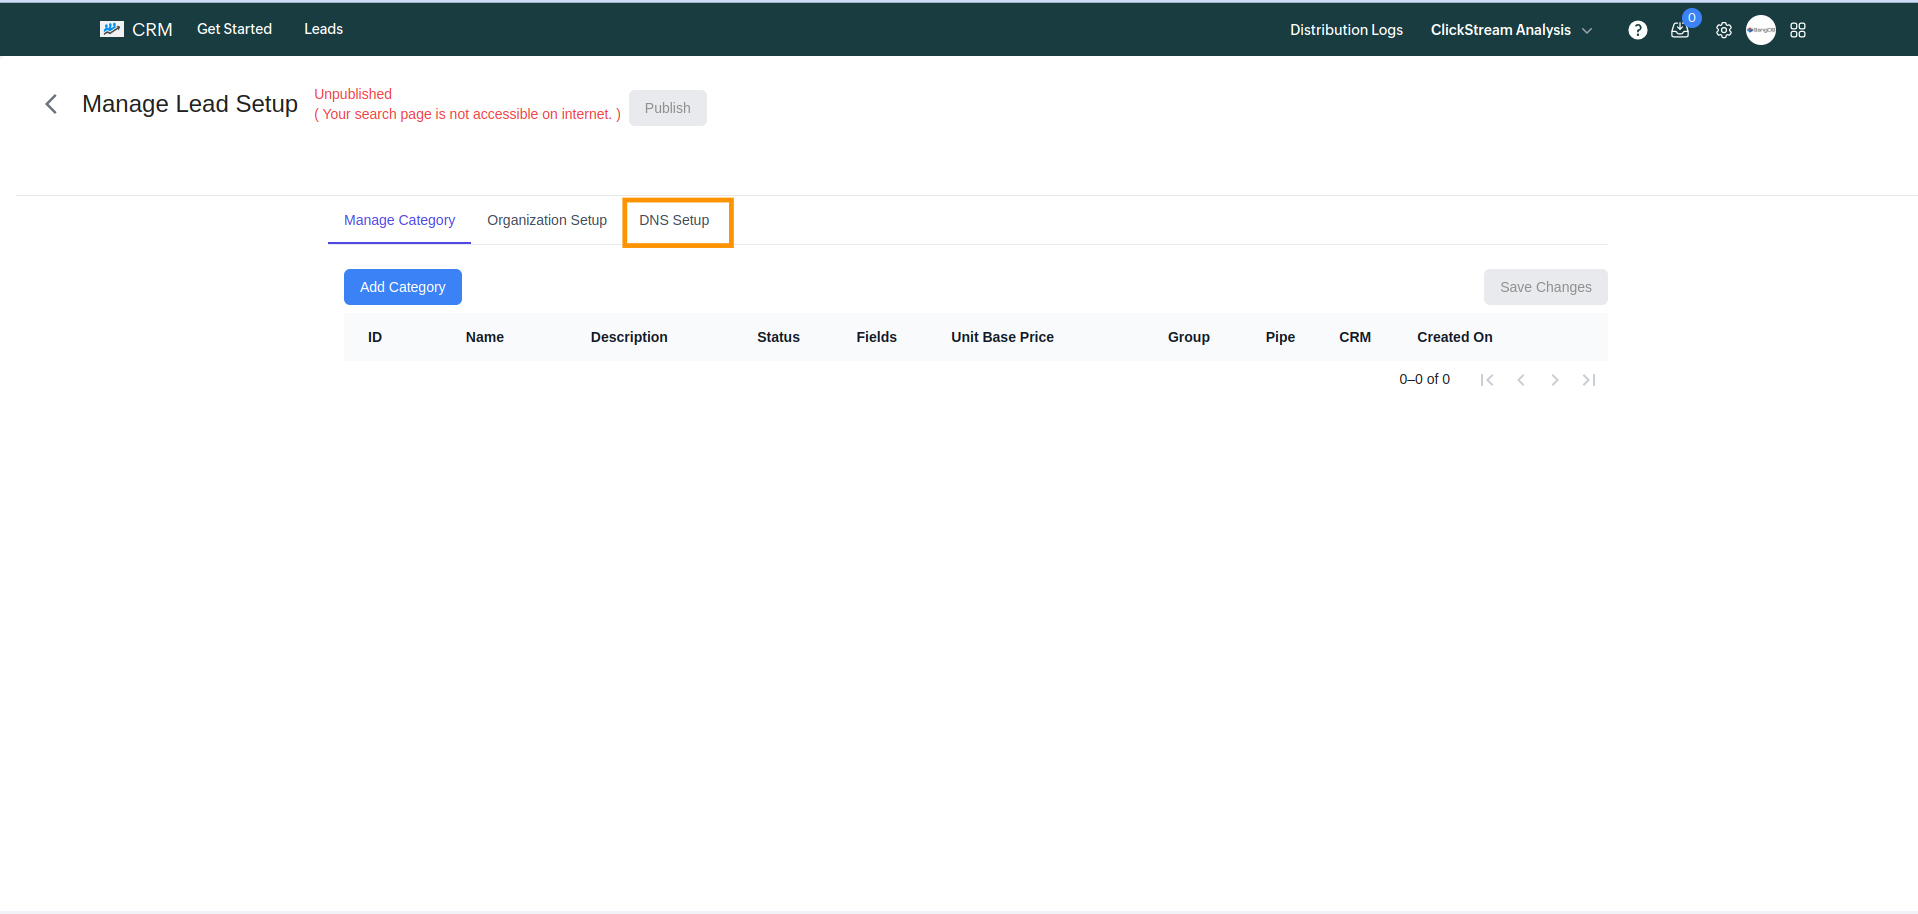 CRM Get Started Leads Distribution Logs ClickStream Analysis ? 0 BangDB
Manage Lead Setup
Unpublished
( Your search page is not accessible on internet. )
Publish
Manage Category Organization Setup DNS Setup
Add Category Save Changes
ID Name Description Status Fields Unit Base Price Group Pipe CRM Created On
0–0 of 0